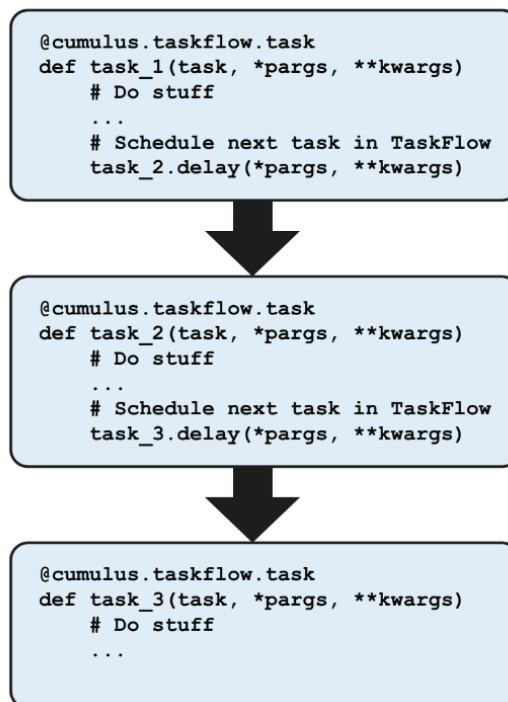 @cumulus.taskflow.task
def task_1(task, *pargs, **kwargs)
    # Do stuff
    ...
    # Schedule next task in TaskFlow
    task_2.delay(*pargs, **kwargs)
@cumulus.taskflow.task
def task_2(task, *pargs, **kwargs)
    # Do stuff
    ...
    # Schedule next task in TaskFlow
    task_3.delay(*pargs, **kwargs)
@cumulus.taskflow.task
def task_3(task, *pargs, **kwargs)
    # Do stuff
    ...